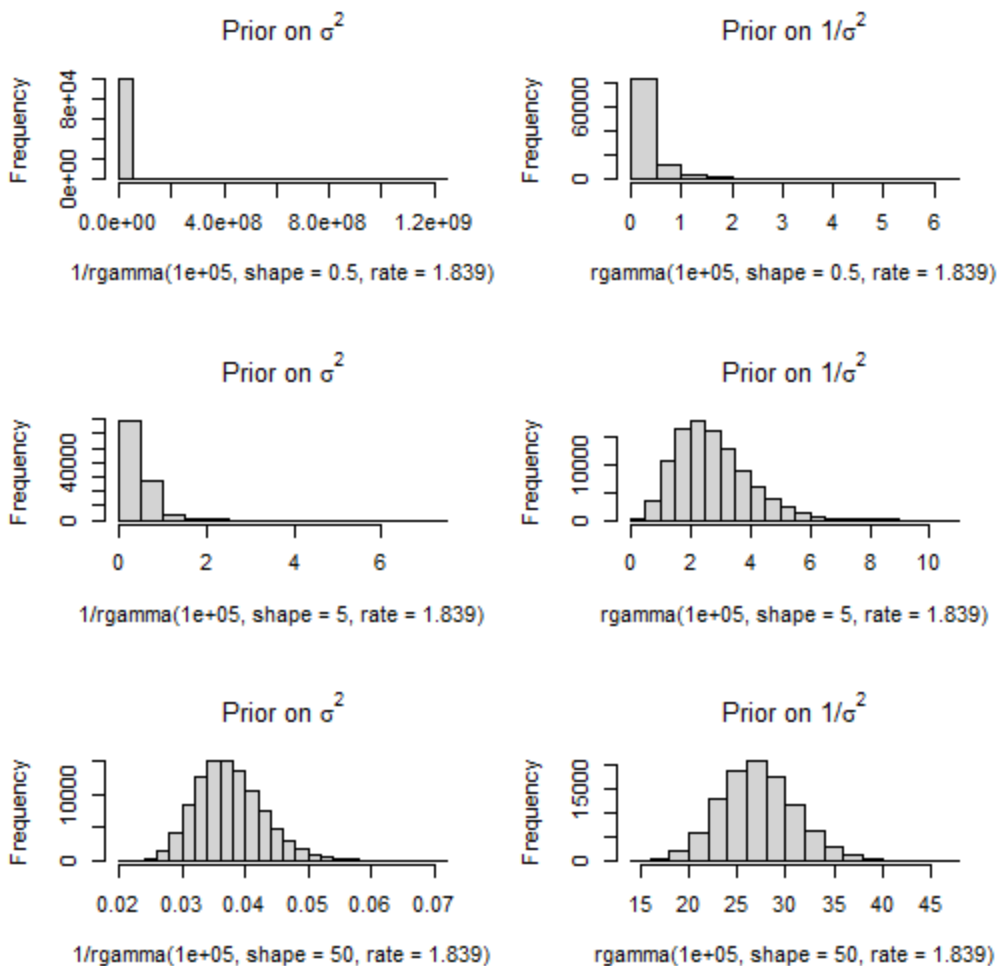 Prior on σ²
Frequency
0e+00 8e+04
0.0e+00 4.0e+08 8.0e+08 1.2e+09
1/rgamma(1e+05, shape = 0.5, rate = 1.839)
Prior on 1/σ²
Frequency
0 60000
0 1 2 3 4 5 6
rgamma(1e+05, shape = 0.5, rate = 1.839)
Prior on σ²
Frequency
0 40000
0 2 4 6
1/rgamma(1e+05, shape = 5, rate = 1.839)
Prior on 1/σ²
Frequency
0 10000
0 2 4 6 8 10
rgamma(1e+05, shape = 5, rate = 1.839)
Prior on σ²
Frequency
0 10000
0.02 0.03 0.04 0.05 0.06 0.07
1/rgamma(1e+05, shape = 50, rate = 1.839)
Prior on 1/σ²
Frequency
0 15000
15 20 25 30 35 40 45
rgamma(1e+05, shape = 50, rate = 1.839)